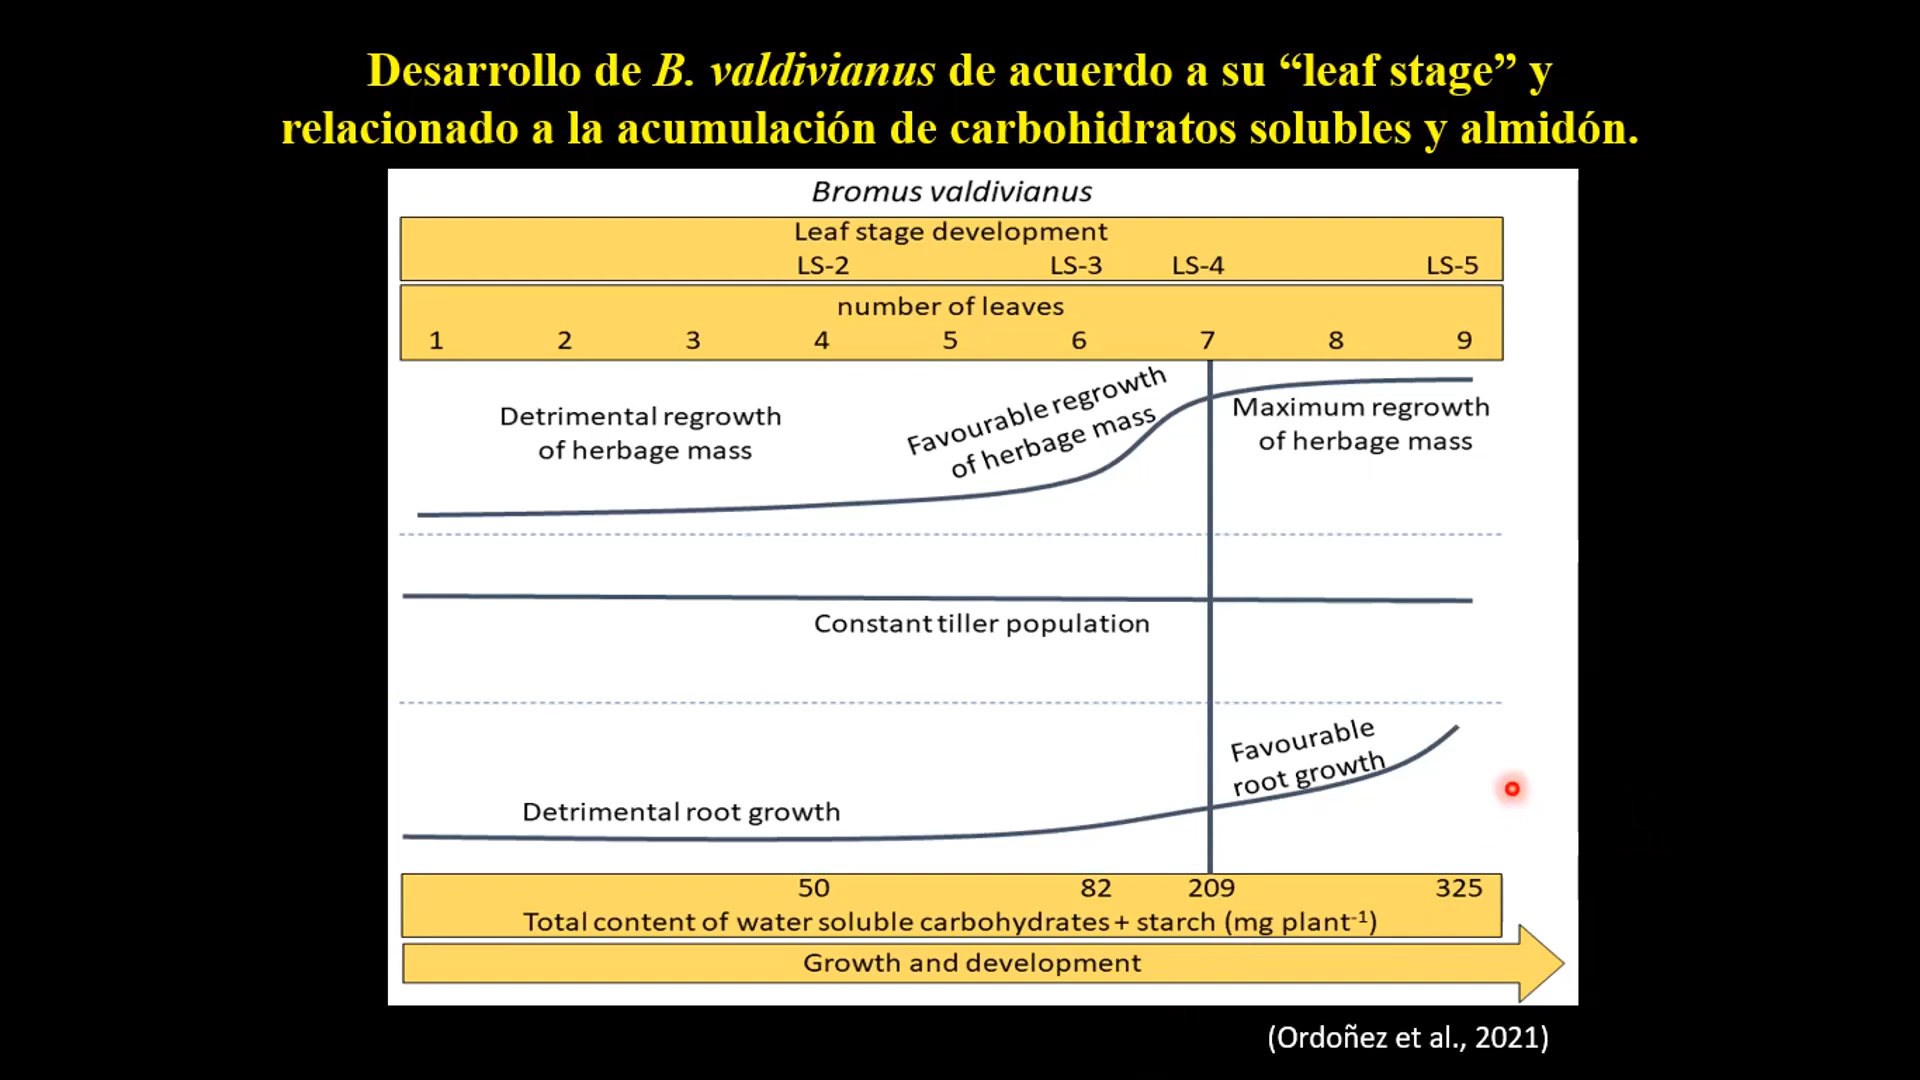 Desarrollo de B. valdivianus de acuerdo a su “leaf stage” y
relacionado a la acumulación de carbohidratos solubles y almidón.
Bromus valdivianus
Leaf stage development
LS-2 LS-3 LS-4 LS-5
number of leaves
1 2 3 4 5 6 7 8 9
Detrimental regrowth
of herbage mass
Favourable regrowth
of herbage mass
Maximum regrowth
of herbage mass
Constant tiller population
Favourable
root growth
Detrimental root growth
50 82 209 325
Total content of water soluble carbohydrates + starch (mg plant⁻¹)
Growth and development
(Ordoñez et al., 2021)